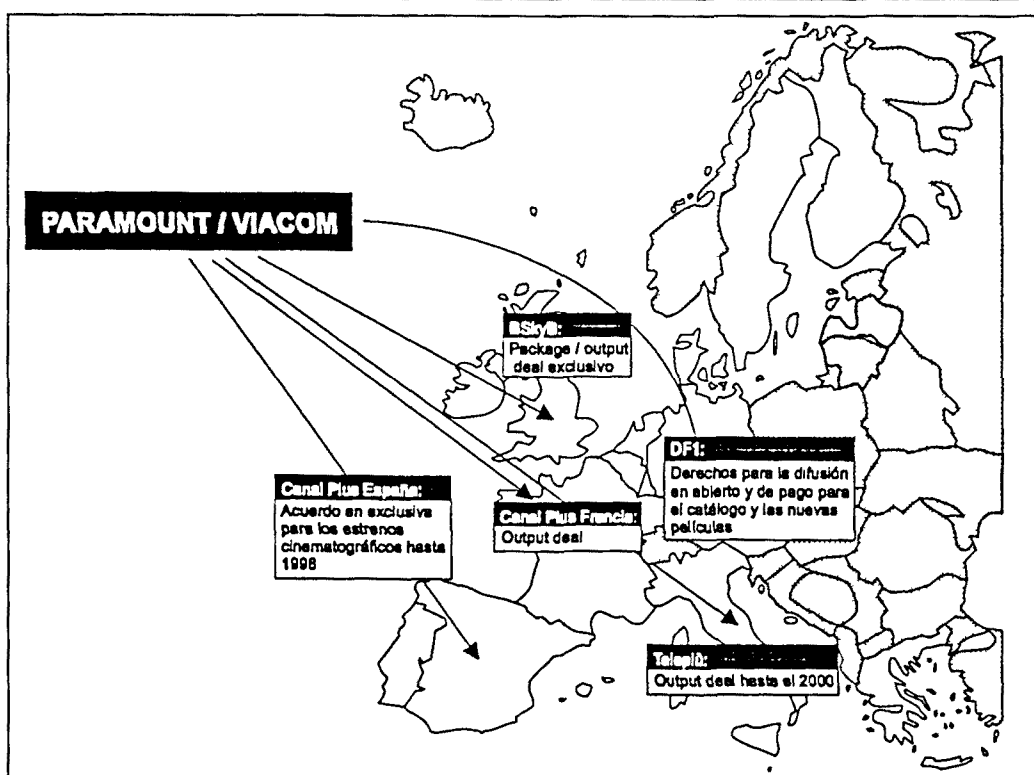 PARAMOUNT / VIACOM
BSkyB:
Package / output
deal exclusivo
DF1:
Derechos para la difusión
en abierto y de pago para
el catálogo y las nuevas
películas
Canal Plus España:
Acuerdo en exclusiva
para los estrenos
cinematográficos hasta
1998
Canal Plus Francia:
Output deal
Telepiù:
Output deal hasta el 2000